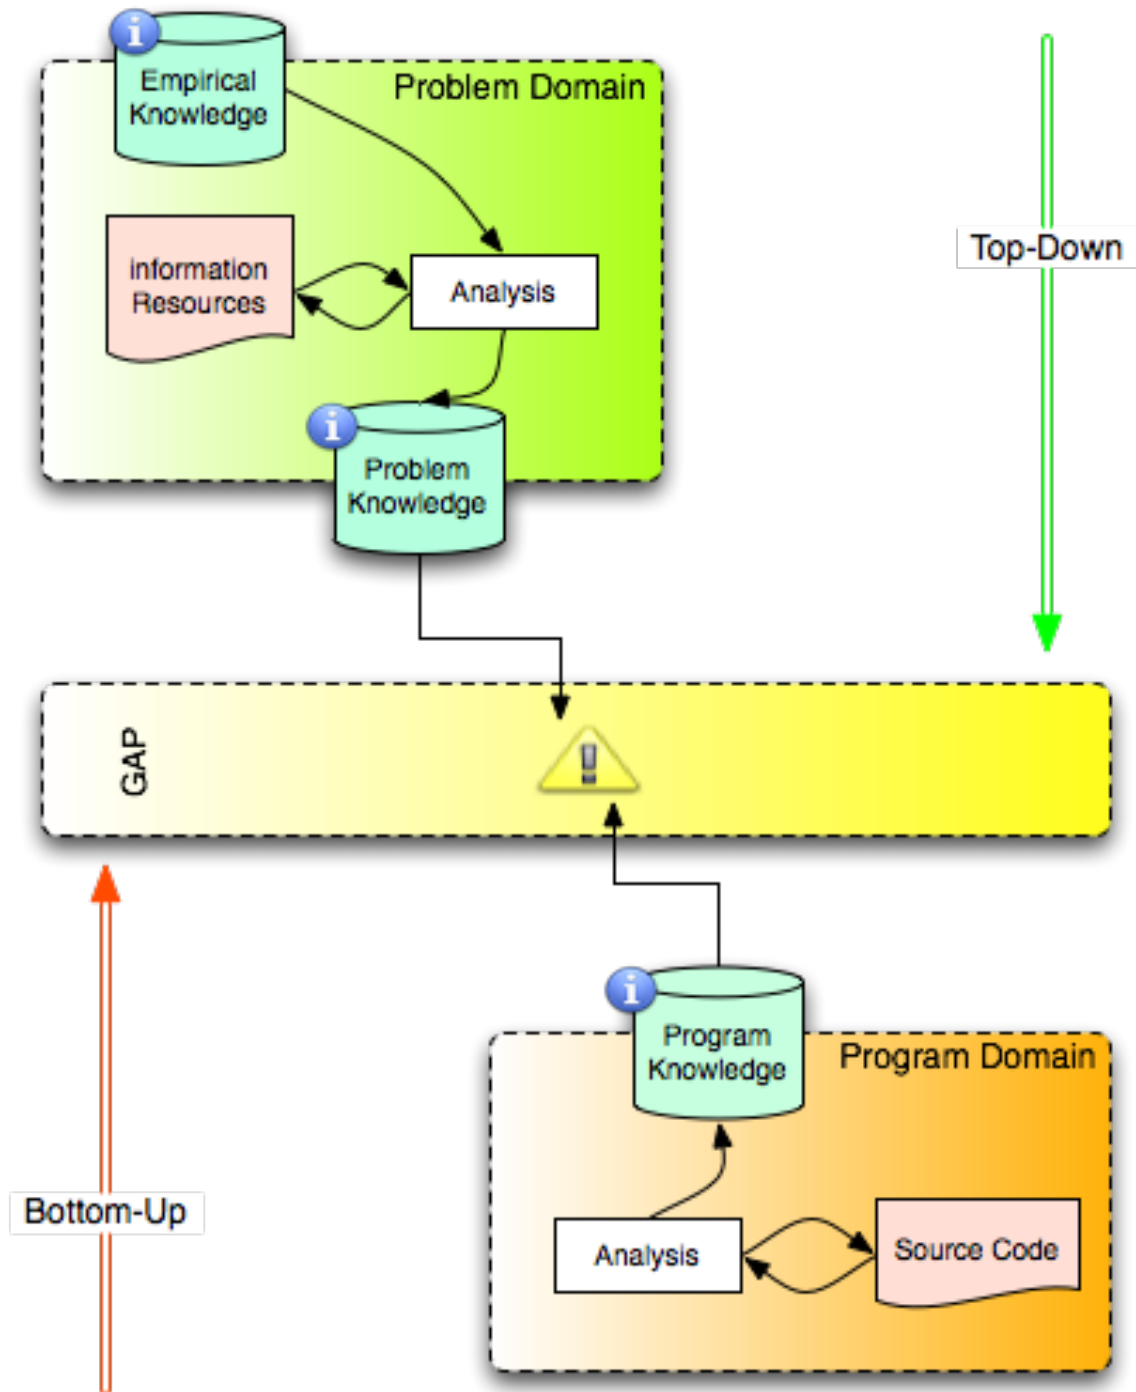 Empirical
Knowledge
Problem Domain
information
Resources
Analysis
Top-Down
Problem
Knowledge
GAP
Program
Knowledge
Program Domain
Bottom-Up
Analysis
Source Code